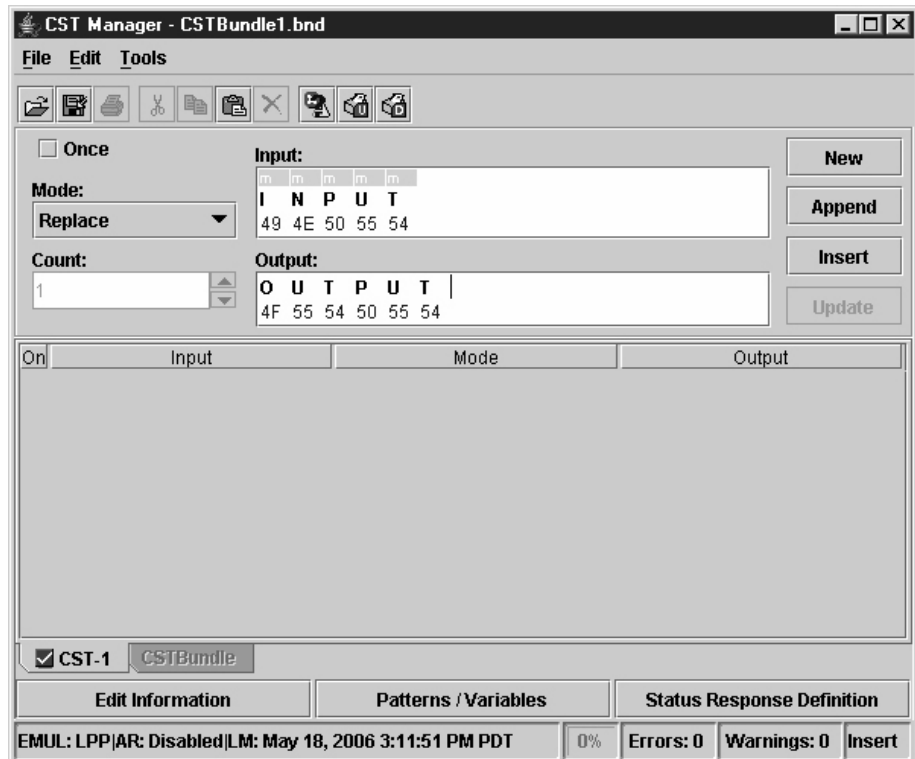 CST Manager - CSTBundle1.bnd
File Edit Tools
Once
Mode:
Replace
Count:
1
Input:
m m m m m
I N P U T
49 4E 50 55 54
Output:
O U T P U T
4F 55 54 50 55 54
New
Append
Insert
Update
On Input Mode Output
CST-1 CSTBundle
Edit Information Patterns / Variables Status Response Definition
EMUL: LPP|AR: Disabled|LM: May 18, 2006 3:11:51 PM PDT 0% Errors: 0 Warnings: 0 Insert